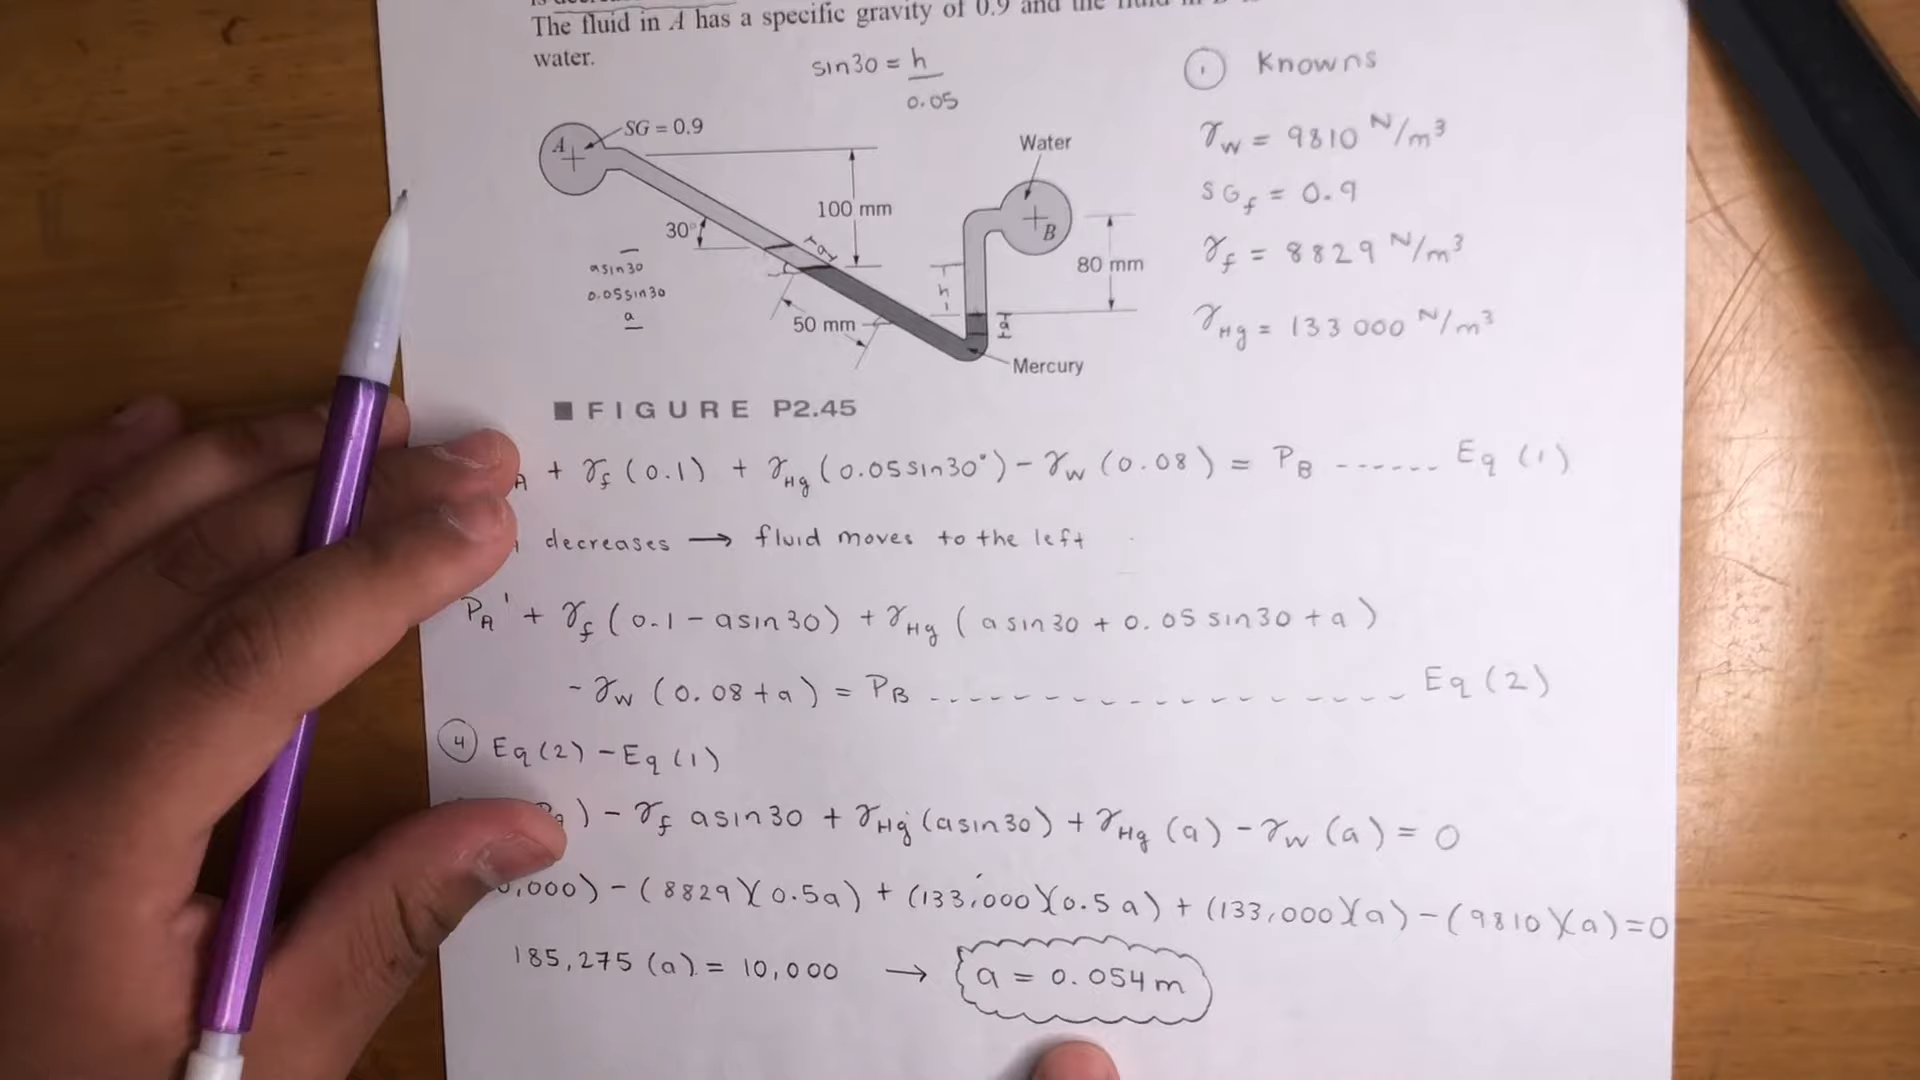 The fluid in A has a specific gravity of 0.9 and the fluid in B is
water.
sin30 = h
0.05
① Knowns
γw = 9810 N/m³
SGf = 0.9
γf = 8829 N/m³
γHg = 133 000 N/m³
A
SG = 0.9
Water
B
100 mm
30°
a
80 mm
h
asin30
0.05sin30
a
50 mm
a
Mercury
■ FIGURE P2.45
A + γf (0.1) + γHg (0.05sin30°) - γw (0.08) = PB ------ Eq (1)
decreases → fluid moves to the left
PA' + γf (0.1 - asin30) + γHg (asin30 + 0.05 sin30 + a)
- γw (0.08 + a) = PB ----------------- Eq (2)
④ Eq (2) - Eq (1)
) - γf asin30 + γHg (asin30) + γHg (a) - γw (a) = 0
,000) - (8829)(0.5a) + (133,000)(0.5a) + (133,000)(a) - (9810)(a) = 0
185,275 (a) = 10,000 → a = 0.054 m